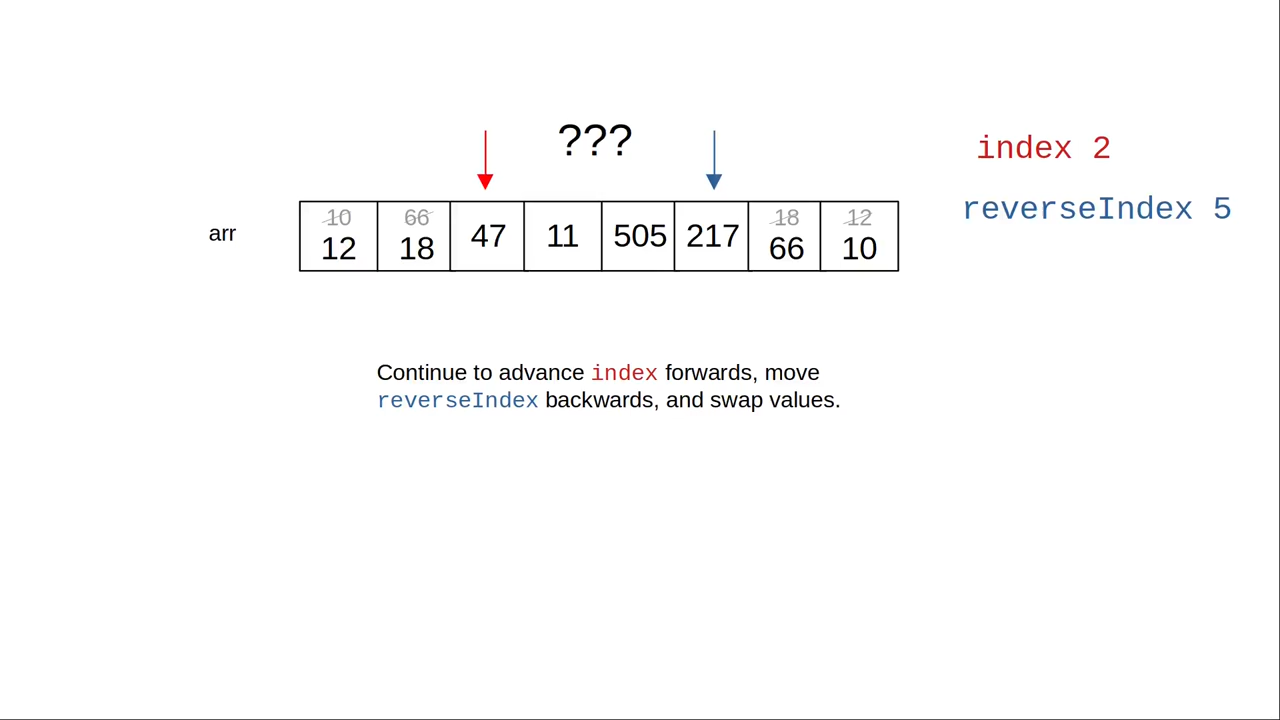 ???
index 2
reverseIndex 5
arr
10 66 18 12
12 18 47 11 505 217 66 10
Continue to advance index forwards, move
reverseIndex backwards, and swap values.